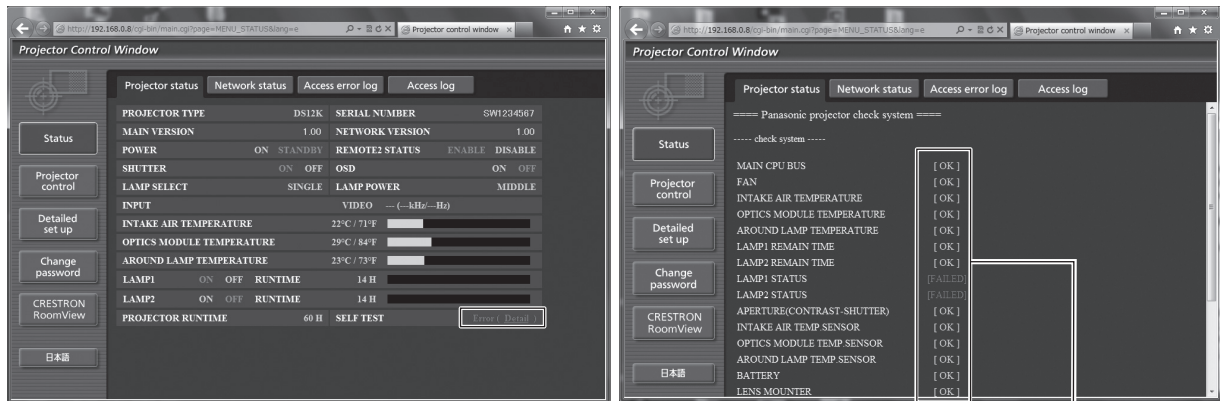 http://192.168.0.8/cgi-bin/main.cgi?page=MENU_STATUS&lang=e
Projector control window
Projector Control Window
Projector status Network status Access error log Access log
Status
Projector control
Detailed set up
Change password
CRESTRON RoomView
日本語
PROJECTOR TYPE DS12K SERIAL NUMBER SW1234567
MAIN VERSION 1.00 NETWORK VERSION 1.00
POWER ON STANDBY REMOTE2 STATUS ENABLE DISABLE
SHUTTER ON OFF OSD ON OFF
LAMP SELECT SINGLE LAMP POWER MIDDLE
INPUT VIDEO --- (---kHz/---Hz)
INTAKE AIR TEMPERATURE 22°C / 71°F
OPTICS MODULE TEMPERATURE 29°C / 84°F
AROUND LAMP TEMPERATURE 23°C / 73°F
LAMP1 ON OFF RUNTIME 14 H
LAMP2 ON OFF RUNTIME 14 H
PROJECTOR RUNTIME 60 H SELF TEST Error ( Detail )
http://192.168.0.8/cgi-bin/main.cgi?page=MENU_STATUS&lang=e
Projector control window
Projector Control Window
Projector status Network status Access error log Access log
Status
Projector control
Detailed set up
Change password
CRESTRON RoomView
日本語
==== Panasonic projector check system ====
----- check system -----
MAIN CPU BUS [ OK ]
FAN [ OK ]
INTAKE AIR TEMPERATURE [ OK ]
OPTICS MODULE TEMPERATURE [ OK ]
AROUND LAMP TEMPERATURE [ OK ]
LAMP1 REMAIN TIME [ OK ]
LAMP2 REMAIN TIME [ OK ]
LAMP1 STATUS [FAILED]
LAMP2 STATUS [FAILED]
APERTURE(CONTRAST-SHUTTER) [ OK ]
INTAKE AIR TEMP.SENSOR [ OK ]
OPTICS MODULE TEMP.SENSOR [ OK ]
AROUND LAMP TEMP.SENSOR [ OK ]
BATTERY [ OK ]
LENS MOUNTER [ OK ]